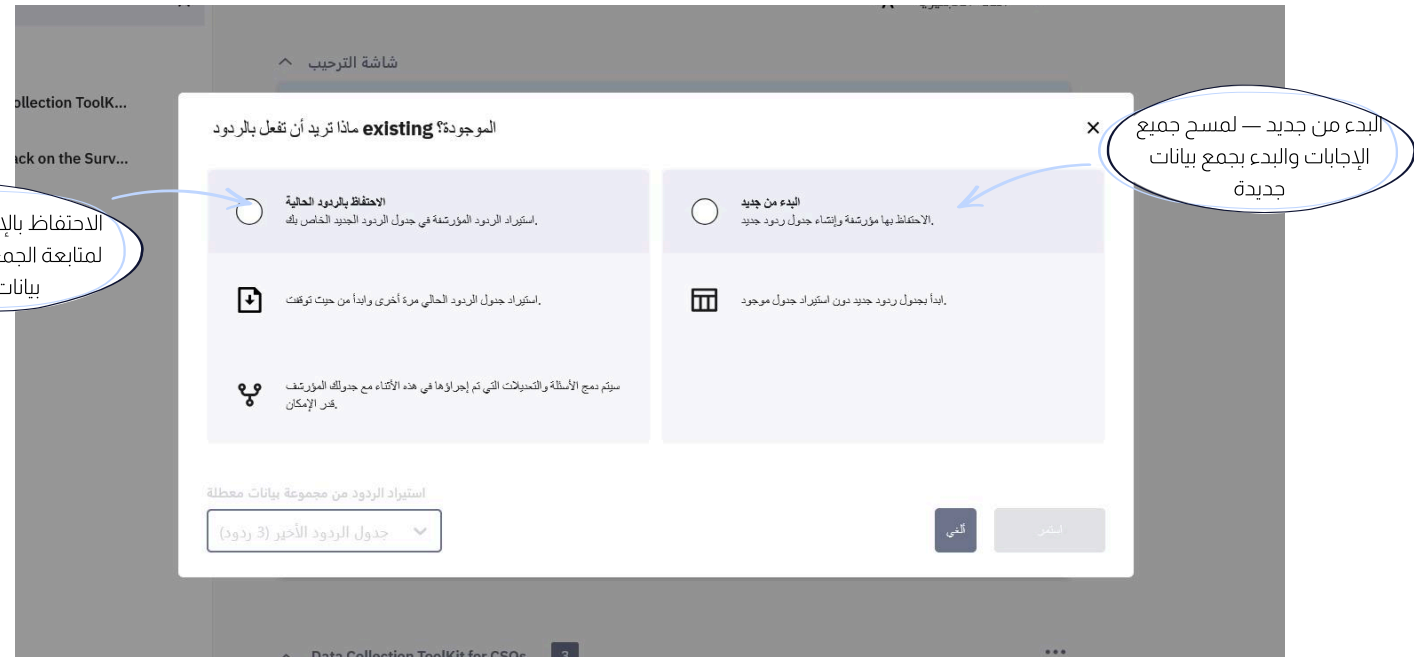 شاشة الترحيب
ollection ToolK...
ack on the Surv...
ماذا تريد أن تفعل بالردود existing الموجودة؟
البدء من جديد — لمسح جميع
الإجابات والبدء بجمع بيانات
جديدة
الاحتفاظ بالردود الحالية
.استيراد الردود المؤرشفة في جدول الردود الجديد الخاص بك
البدء من جديد
.الاحتفاظ بها مؤرشفة وإنشاء جدول ردود جديد
الاحتفاظ بالإ
لمتابعة الجم
بيانات
.استيراد جدول الردود الحالي مرة أخرى وابدأ من حيث توقفت
.ابدأ بجدول ردود جديد دون استيراد جدول موجود
سيتم دمج الأسئلة والتعديلات التي تم إجراؤها في هذه الأثناء مع جدولك المؤرشف
.قدر الإمكان
استيراد الردود من مجموعة بيانات معطلة
جدول الردود الأخير (3 ردود)
ألغي
استمر
Data Collection ToolKit for CSOs 3